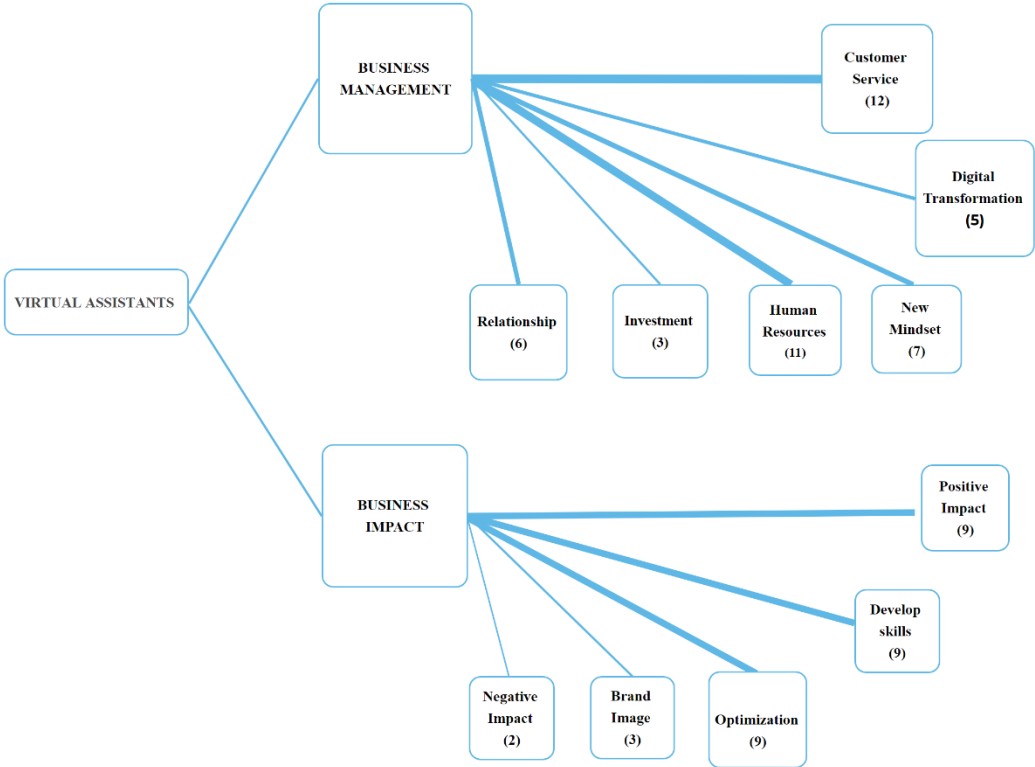 BUSINESS
MANAGEMENT
Customer
Service
(12)
Digital
Transformation
(5)
VIRTUAL ASSISTANTS
Relationship
(6)
Investment
(3)
Human
Resources
(11)
New
Mindset
(7)
BUSINESS
IMPACT
Positive
Impact
(9)
Develop
skills
(9)
Negative
Impact
(2)
Brand
Image
(3)
Optimization
(9)